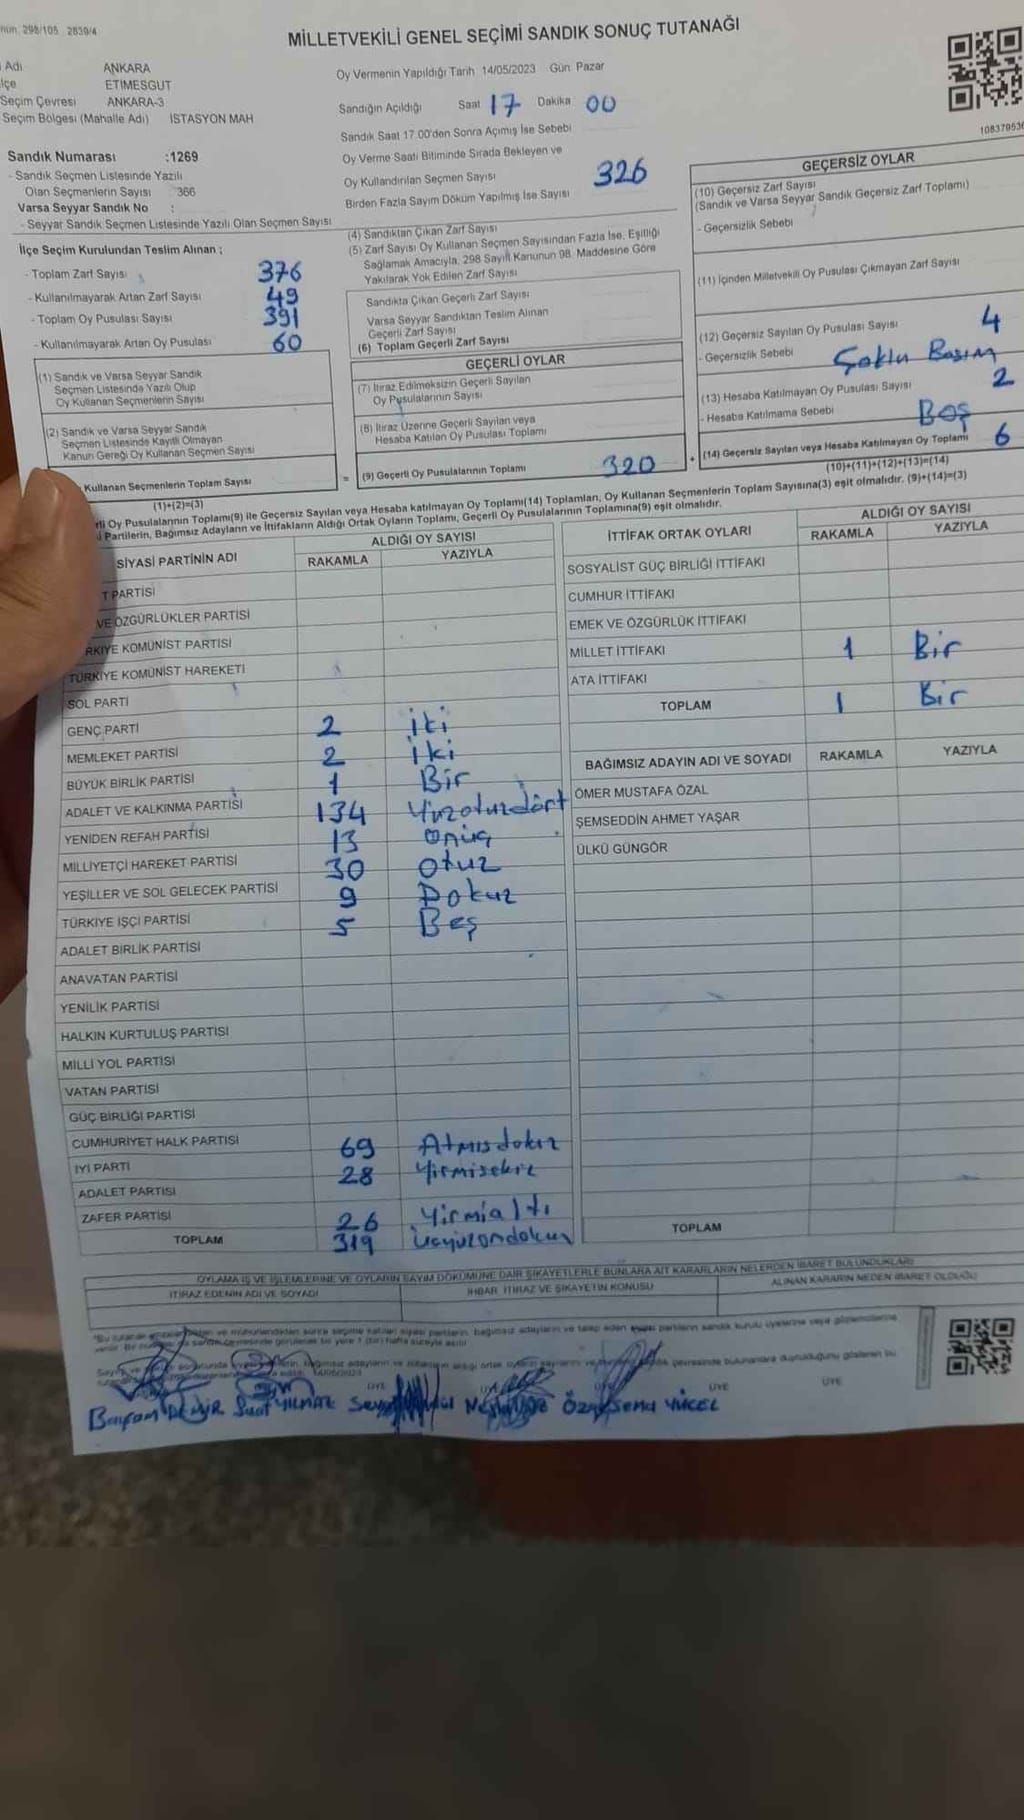 298/105 2839/4
MİLLETVEKİLİ GENEL SEÇİMİ SANDIK SONUÇ TUTANAĞI
Adı ANKARA
lçe ETİMESGUT
Seçim Çevresi ANKARA-3
Seçim Bölgesi (Mahalle Adı) İSTASYON MAH
Oy Vermenin Yapıldığı Tarih 14/05/2023 Gün Pazar
Sandığın Açıldığı Saat 17 Dakika 00
Sandık Saat 17.00'den Sonra Açımış İse Sebebi
Oy Verme Saati Bitiminde Sırada Bekleyen ve
Oy Kullandırılan Seçmen Sayısı 326
Birden Fazla Sayım Döküm Yapılmış İse Sayısı
10837953
Sandık Numarası :1269
- Sandık Seçmen Listesinde Yazılı
Olan Seçmenlerin Sayısı 366
Varsa Seyyar Sandık No :
- Seyyar Sandık Seçmen Listesinde Yazılı Olan Seçmen Sayısı
İlçe Seçim Kurulundan Teslim Alınan ;
- Toplam Zarf Sayısı 376
- Kullanılmayarak Artan Zarf Sayısı 49
- Toplam Oy Pusulası Sayısı 391
- Kullanılmayarak Artan Oy Pusulası 60
(1) Sandık ve Varsa Seyyar Sandık
Seçmen Listesinde Yazılı Olup
Oy Kullanan Seçmenlerin Sayısı
(2) Sandık ve Varsa Seyyar Sandık
Seçmen Listesinde Kayıtlı Olmayan
Kanun Gereği Oy Kullanan Seçmen Sayısı
Kullanan Seçmenlerin Toplam Sayısı
(1)+(2)=(3)
(4) Sandıktan Çıkan Zarf Sayısı
(5) Zarf Sayısı Oy Kullanan Seçmen Sayısından Fazla İse, Eşitliği
Sağlamak Amacıyla, 298 Sayılı Kanunun 98. Maddesine Göre
Yakılarak Yok Edilen Zarf Sayısı
Sandıkta Çıkan Geçerli Zarf Sayısı
Varsa Seyyar Sandıktan Teslim Alınan
Geçerli Zarf Sayısı
(6) Toplam Geçerli Zarf Sayısı
GEÇERLİ OYLAR
(7) İtiraz Edilmeksizin Geçerli Sayılan
Oy Pusulalarının Sayısı
(8) İtiraz Üzerine Geçerli Sayılan veya
Hesaba Katılan Oy Pusulası Toplamı
= (9) Geçerli Oy Pusulalarının Toplamı 320 +
GEÇERSİZ OYLAR
(10) Geçersiz Zarf Sayısı
(Sandık ve Varsa Seyyar Sandık Geçersiz Zarf Toplamı)
- Geçersizlik Sebebi
(11) İçinden Milletvekili Oy Pusulası Çıkmayan Zarf Sayısı
(12) Geçersiz Sayılan Oy Pusulası Sayısı 4
- Geçersizlik Sebebi Çoklu Basım
(13) Hesaba Katılmayan Oy Pusulası Sayısı 2
- Hesaba Katılmama Sebebi Boş
(14) Geçersiz Sayılan veya Hesaba Katılmayan Oy Toplamı 6
(10)+(11)+(12)+(13)=(14)
Oy Pusulalarının Toplamı(9) ile Geçersiz Sayılan veya Hesaba katılmayan Oy Toplamı(14) Toplamları, Oy Kullanan Seçmenlerin Toplam Sayısına(3) eşit olmalıdır. (9)+(14)=(3)
Partilerin, Bağımsız Adayların ve İttifakların Aldığı Ortak Oyların Toplamı, Geçerli Oy Pusulalarının Toplamına(9) eşit olmalıdır.
SİYASİ PARTİNİN ADI ALDIĞI OY SAYISI
RAKAMLA YAZIYLA
T PARTİSİ
VE ÖZGÜRLÜKLER PARTİSİ
RKİYE KOMÜNİST PARTİSİ
TÜRKİYE KOMÜNİST HAREKETİ
SOL PARTİ
GENÇ PARTİ 2 İki
MEMLEKET PARTİSİ 2 İki
BÜYÜK BİRLİK PARTİSİ 1 Bir
ADALET VE KALKINMA PARTİSİ 134 Yüzotuzdört
YENİDEN REFAH PARTİSİ 13 Onüç
MİLLİYETÇİ HAREKET PARTİSİ 30 Otuz
YEŞİLLER VE SOL GELECEK PARTİSİ 9 Dokuz
TÜRKİYE İŞÇİ PARTİSİ 5 Beş
ADALET BİRLİK PARTİSİ
ANAVATAN PARTİSİ
YENİLİK PARTİSİ
HALKIN KURTULUŞ PARTİSİ
MİLLİ YOL PARTİSİ
VATAN PARTİSİ
GÜÇ BİRLİĞİ PARTİSİ
CUMHURİYET HALK PARTİSİ 69 Atmışdokuz
İYİ PARTİ 28 Yirmisekiz
ADALET PARTİSİ
ZAFER PARTİSİ 26 Yirmialtı
TOPLAM 319 Üçyüzondokuz
İTTİFAK ORTAK OYLARI ALDIĞI OY SAYISI
RAKAMLA YAZIYLA
SOSYALİST GÜÇ BİRLİĞİ İTTİFAKI
CUMHUR İTTİFAKI
EMEK VE ÖZGÜRLÜK İTTİFAKI
MİLLET İTTİFAKI 1 Bir
ATA İTTİFAKI
TOPLAM 1 Bir
BAĞIMSIZ ADAYIN ADI VE SOYADI RAKAMLA YAZIYLA
ÖMER MUSTAFA ÖZAL
ŞEMSEDDİN AHMET YAŞAR
ÜLKÜ GÜNGÖR
TOPLAM
OYLAMA İŞ VE İŞLEMLERİNE VE OYLARIN SAYIM DÖKÜMÜNE DAİR ŞİKAYETLERLE BUNLARA AİT KARARLARIN NELERDEN İBARET BULUNDUKLARI
İTİRAZ EDENİN ADI VE SOYADI İHBAR, İTİRAZ VE ŞİKAYETİN KONUSU ALINAN KARARIN NEDEN İBARET OLDUĞU
ÜYE ÜYE ÜYE
Bayram DEMİR Suat YILMAZ Sema YÜCEL